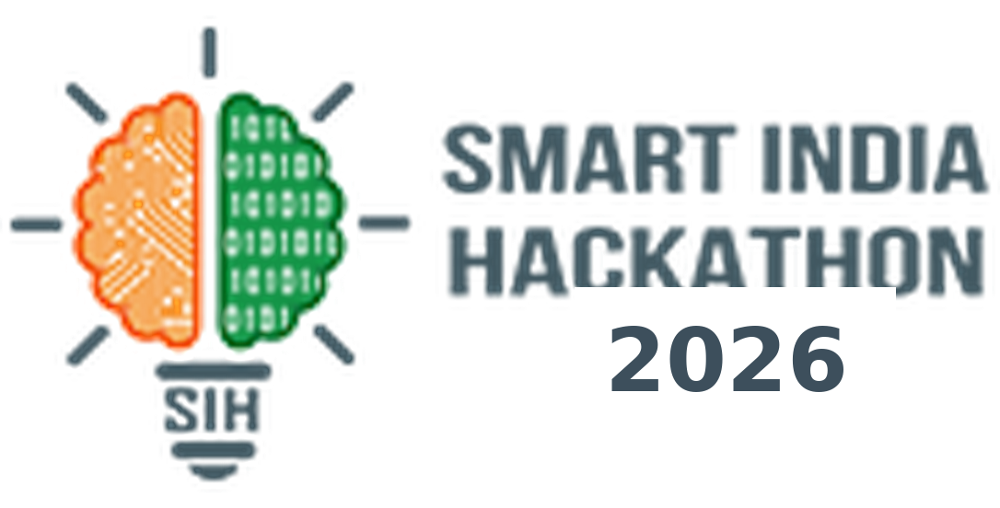 SMART INDIA
HACKATHON
2026
SIH